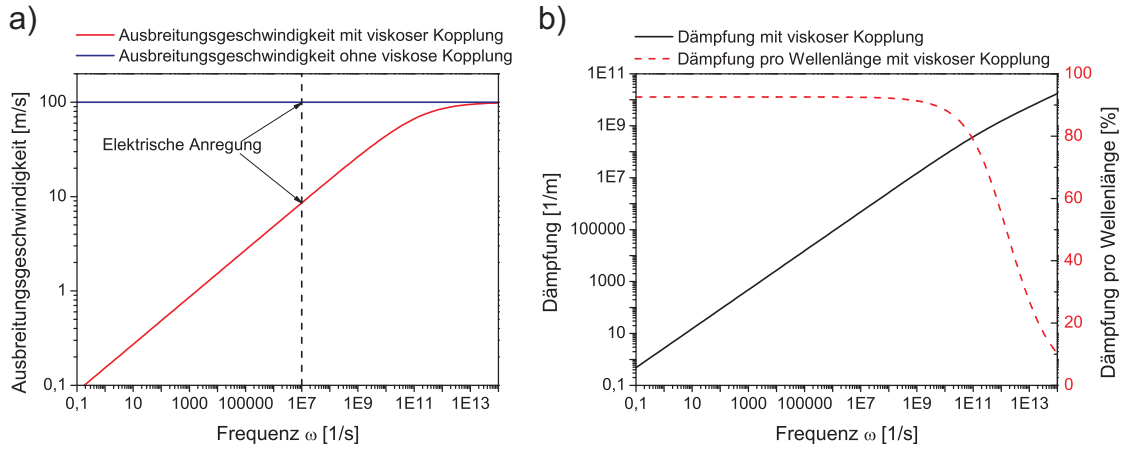 a)
Ausbreitungsgeschwindigkeit mit viskoser Kopplung
Ausbreitungsgeschwindigkeit ohne viskose Kopplung
Ausbreitungsgeschwindigkeit [m/s]
100
10
1
0,1
Elektrische Anregung
0,1
10
1000
100000
1E7
1E9
1E11
1E13
Frequenz ω [1/s]
b)
Dämpfung mit viskoser Kopplung
Dämpfung pro Wellenlänge mit viskoser Kopplung
Dämpfung [1/m]
1E11
1E9
1E7
100000
1000
10
0,1
100
80
60
40
20
0
Dämpfung pro Wellenlänge [%]
0,1
10
1000
100000
1E7
1E9
1E11
1E13
Frequenz ω [1/s]